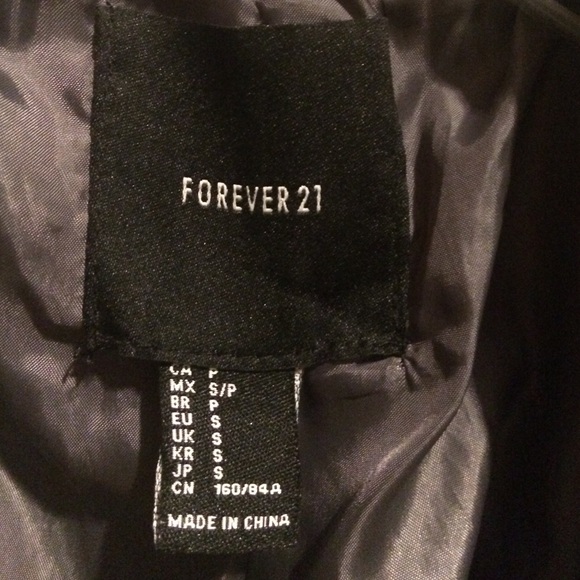 FOREVER 21
CA P
MX S/P
BR P
EU S
UK S
KR S
JP S
CN 160/84A
MADE IN CHINA